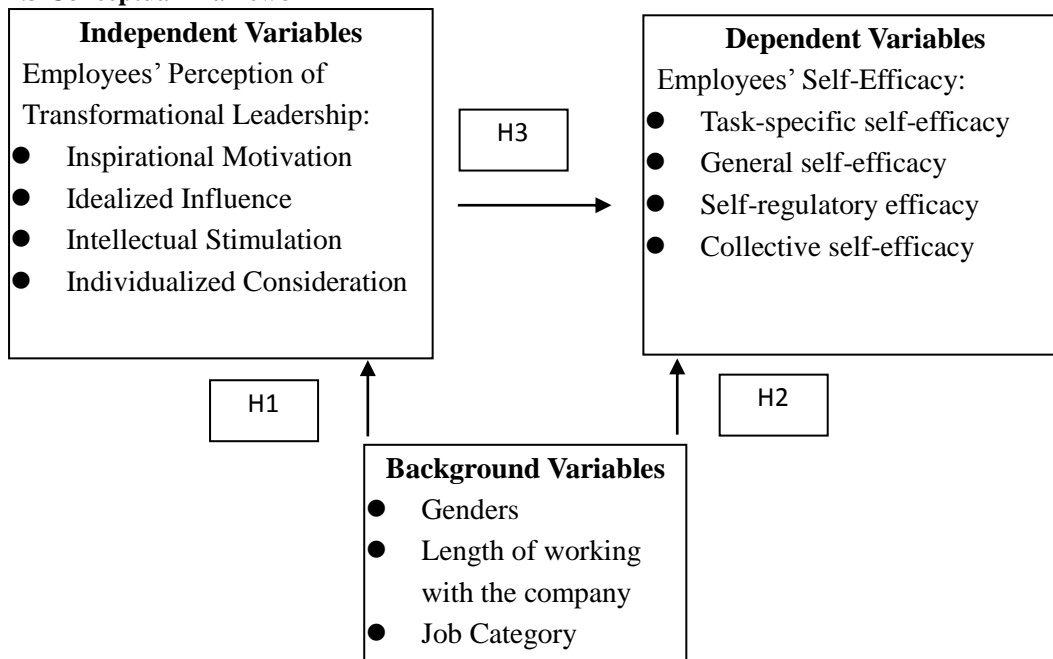 Independent Variables
Employees’ Perception of
Transformational Leadership:
● Inspirational Motivation
● Idealized Influence
● Intellectual Stimulation
● Individualized Consideration
H3
Dependent Variables
Employees’ Self-Efficacy:
● Task-specific self-efficacy
● General self-efficacy
● Self-regulatory efficacy
● Collective self-efficacy
H1
H2
Background Variables
● Genders
● Length of working
with the company
● Job Category